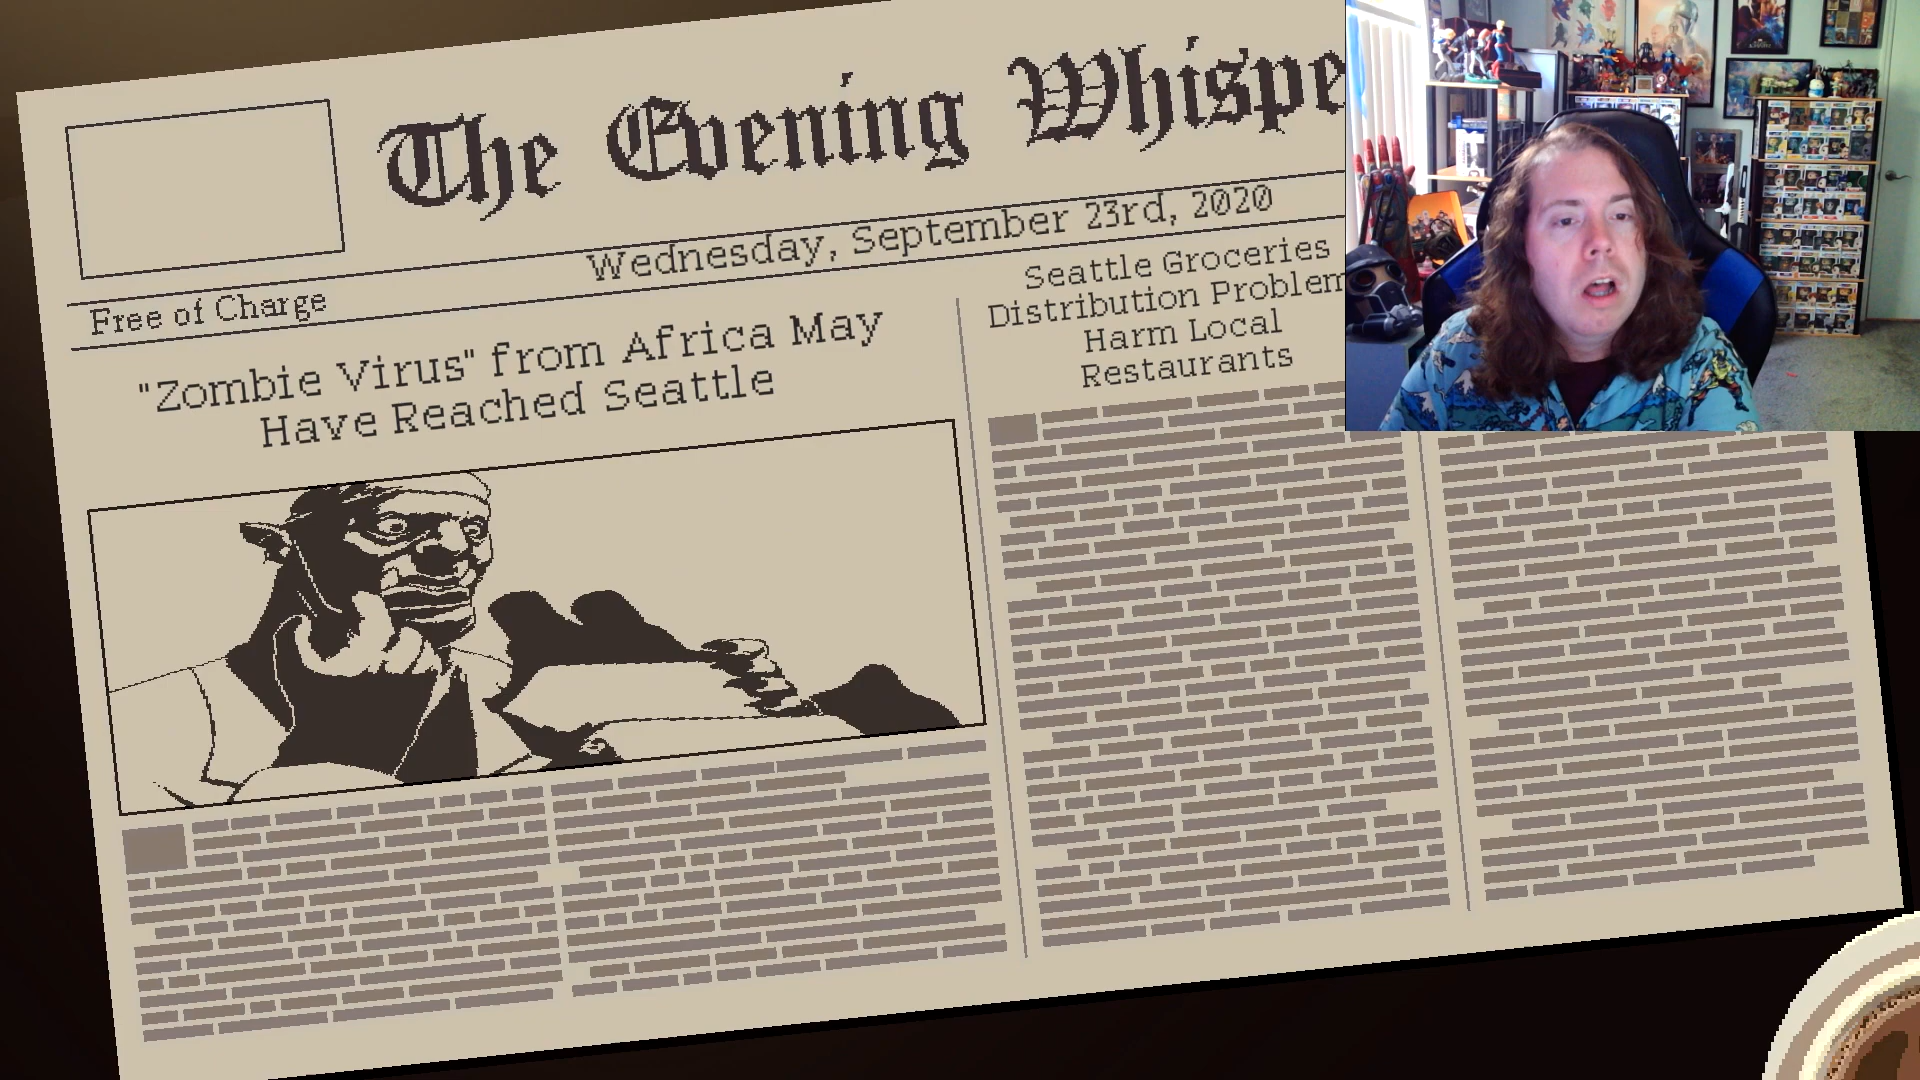 The Evening Whispe
Wednesday, September 23rd, 2020
Free of Charge
"Zombie Virus" from Africa May
Have Reached Seattle
Seattle Groceries
Distribution Problem
Harm Local
Restaurants